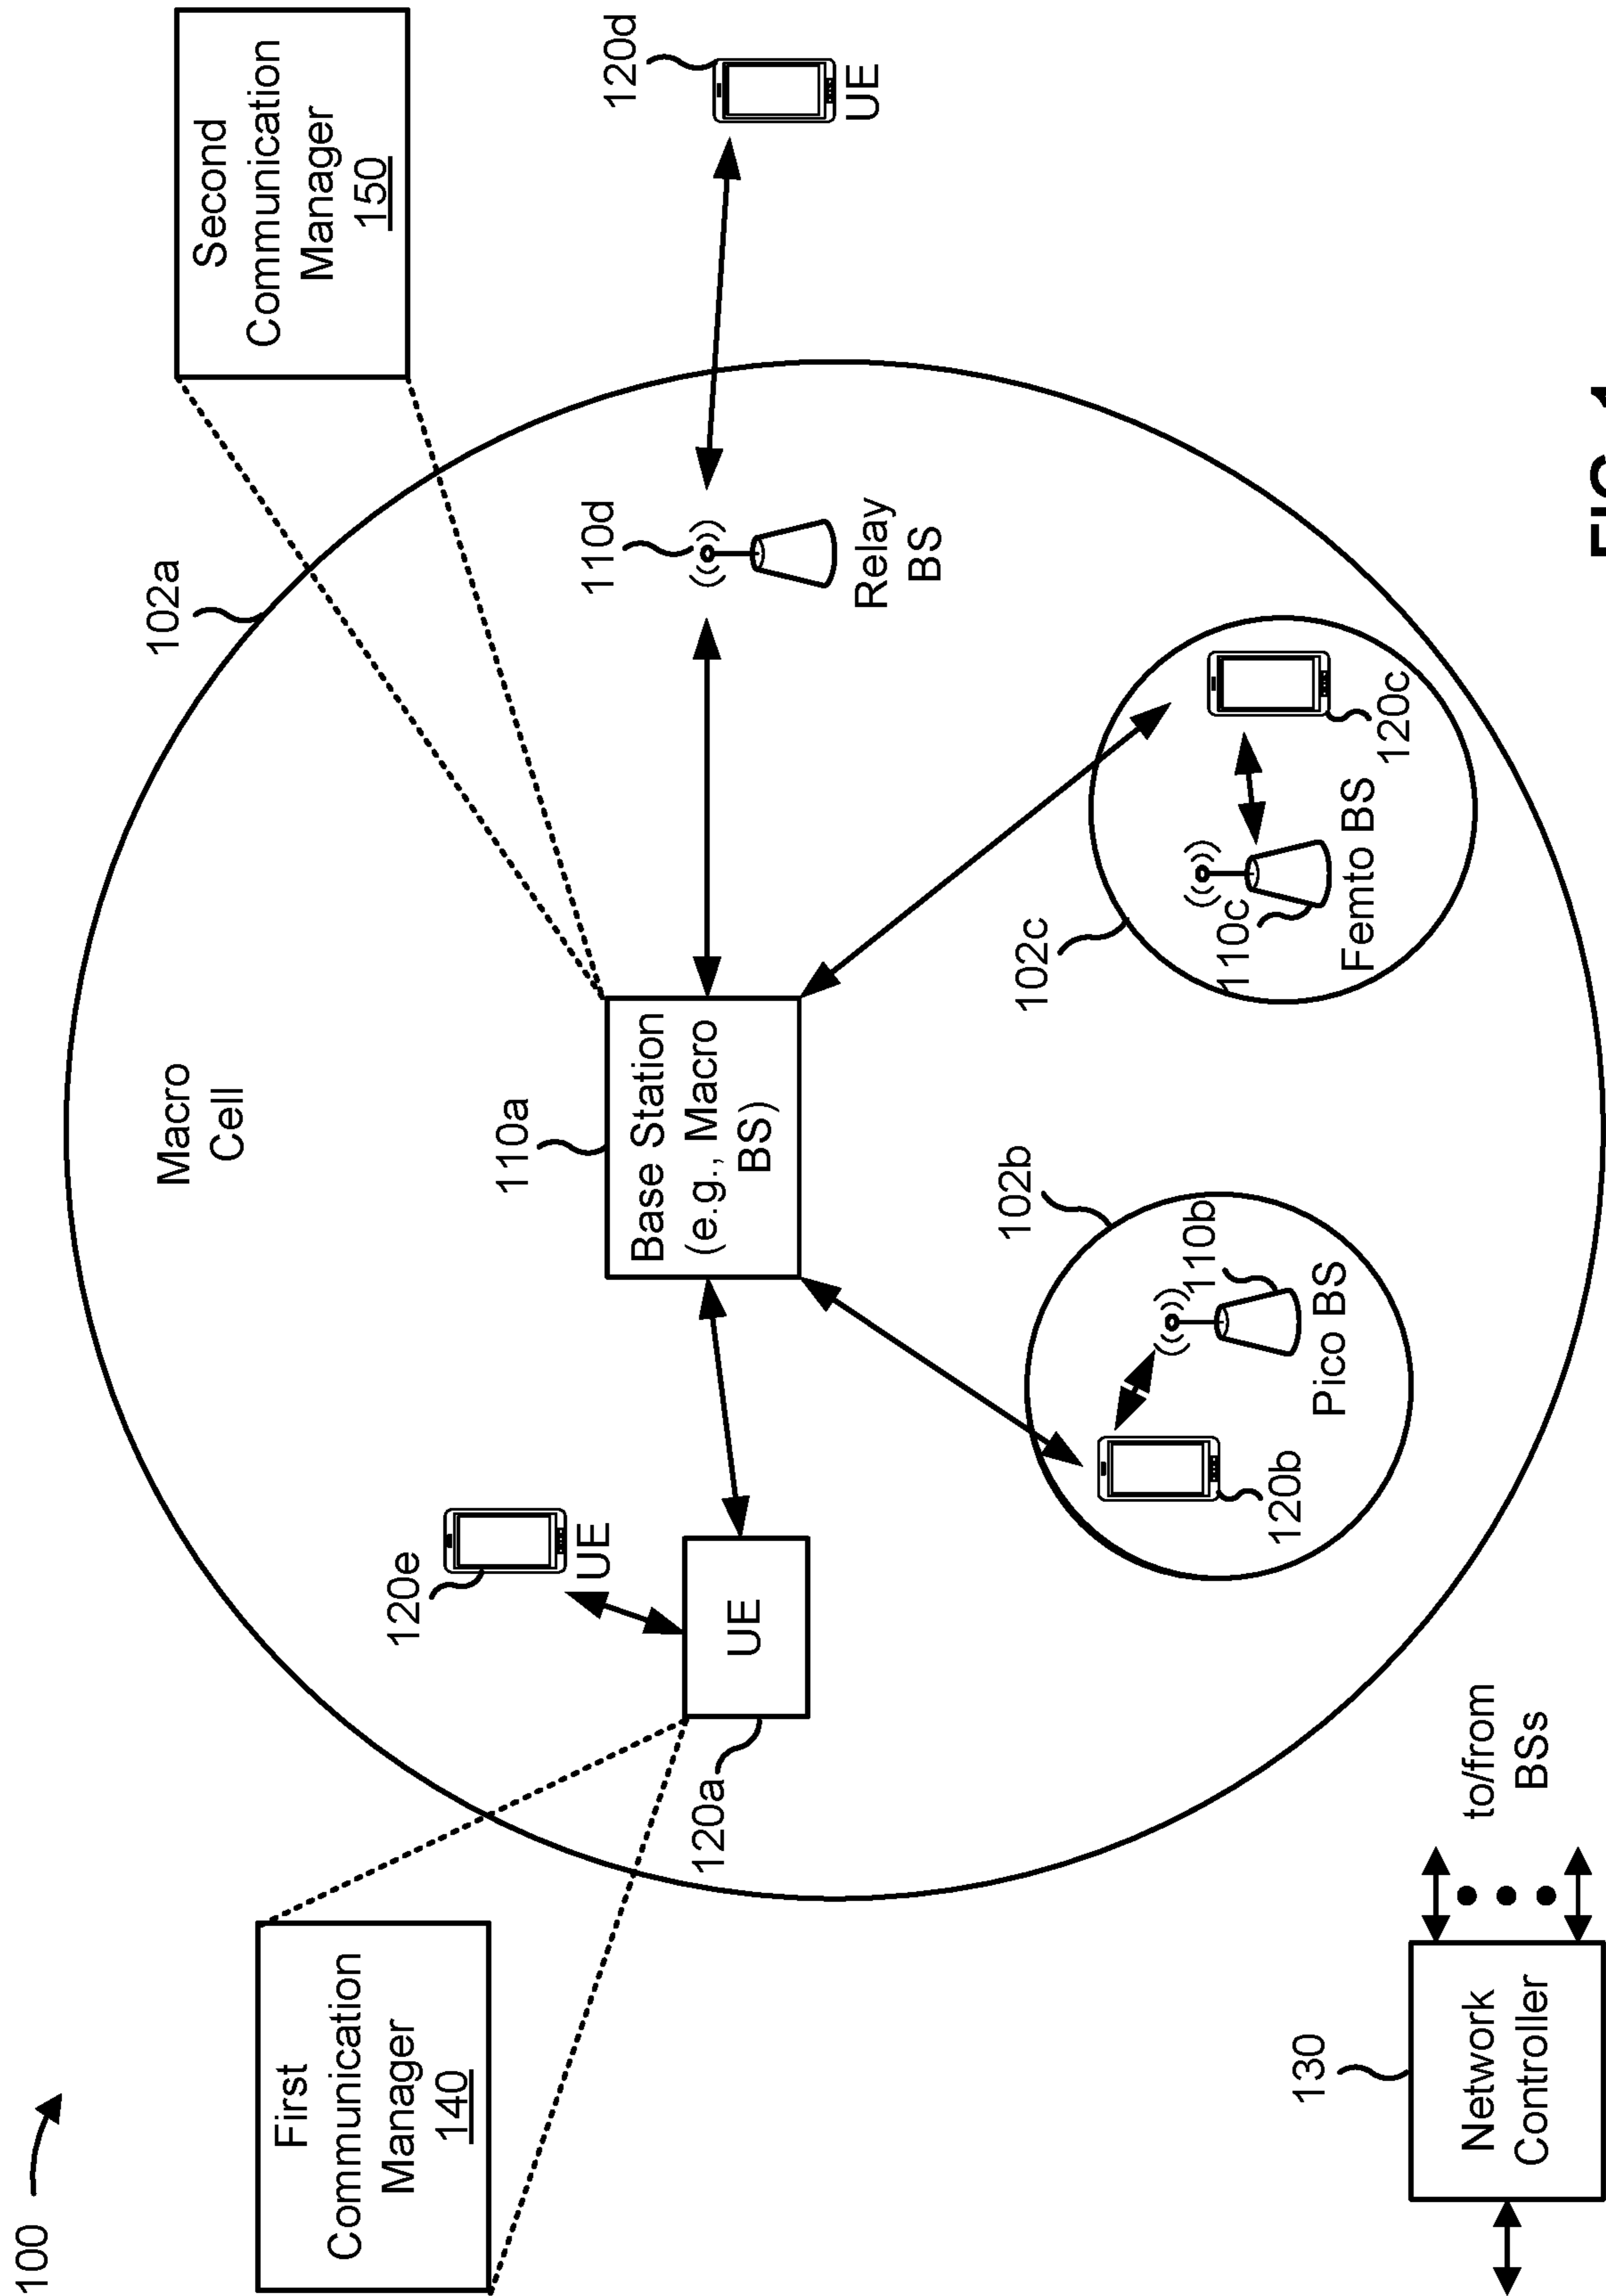 100
First
Communication
Manager
140
Second
Communication
Manager
150
102a
Macro
Cell
120e
UE
UE
120a
110a
Base Station
(e.g., Macro
BS)
110d
Relay
BS
120d
UE
102b
110b
Pico BS
120b
102c
110c
Femto BS
120c
130
Network
Controller
to/from
BSs